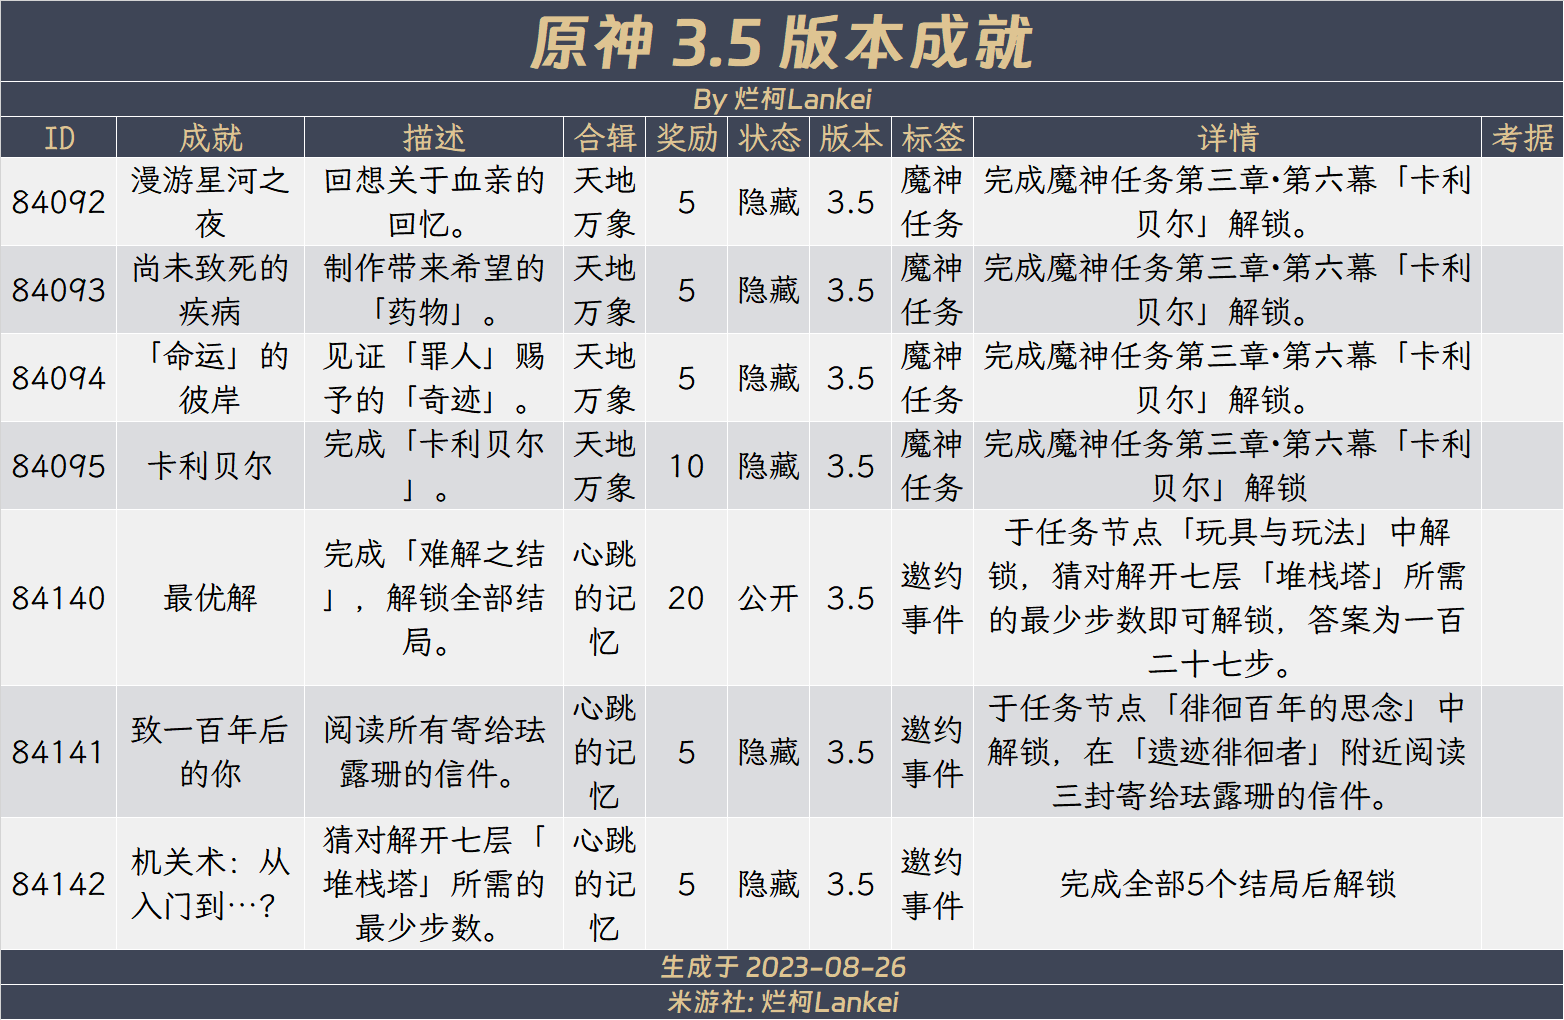 原神 3.5 版本成就
By 烂柯Lankei
ID 成就 描述 合辑 奖励 状态 版本 标签 详情 考据
84092 漫游星河之夜 回想关于血亲的回忆。 天地万象 5 隐藏 3.5 魔神任务 完成魔神任务第三章·第六幕「卡利贝尔」解锁。
84093 尚未致死的疾病 制作带来希望的「药物」。 天地万象 5 隐藏 3.5 魔神任务 完成魔神任务第三章·第六幕「卡利贝尔」解锁。
84094 「命运」的彼岸 见证「罪人」赐予的「奇迹」。 天地万象 5 隐藏 3.5 魔神任务 完成魔神任务第三章·第六幕「卡利贝尔」解锁。
84095 卡利贝尔 完成「卡利贝尔」。 天地万象 10 隐藏 3.5 魔神任务 完成魔神任务第三章·第六幕「卡利贝尔」解锁
84140 最优解 完成「难解之结」，解锁全部结局。 心跳的记忆 20 公开 3.5 邀约事件 于任务节点「玩具与玩法」中解锁，猜对解开七层「堆栈塔」所需的最少步数即可解锁，答案为一百二十七步。
84141 致一百年后的你 阅读所有寄给珐露珊的信件。 心跳的记忆 5 隐藏 3.5 邀约事件 于任务节点「徘徊百年的思念」中解锁，在「遗迹徘徊者」附近阅读三封寄给珐露珊的信件。
84142 机关术：从入门到…？ 猜对解开七层「堆栈塔」所需的最少步数。 心跳的记忆 5 隐藏 3.5 邀约事件 完成全部5个结局后解锁
生成于 2023-08-26
米游社: 烂柯Lankei